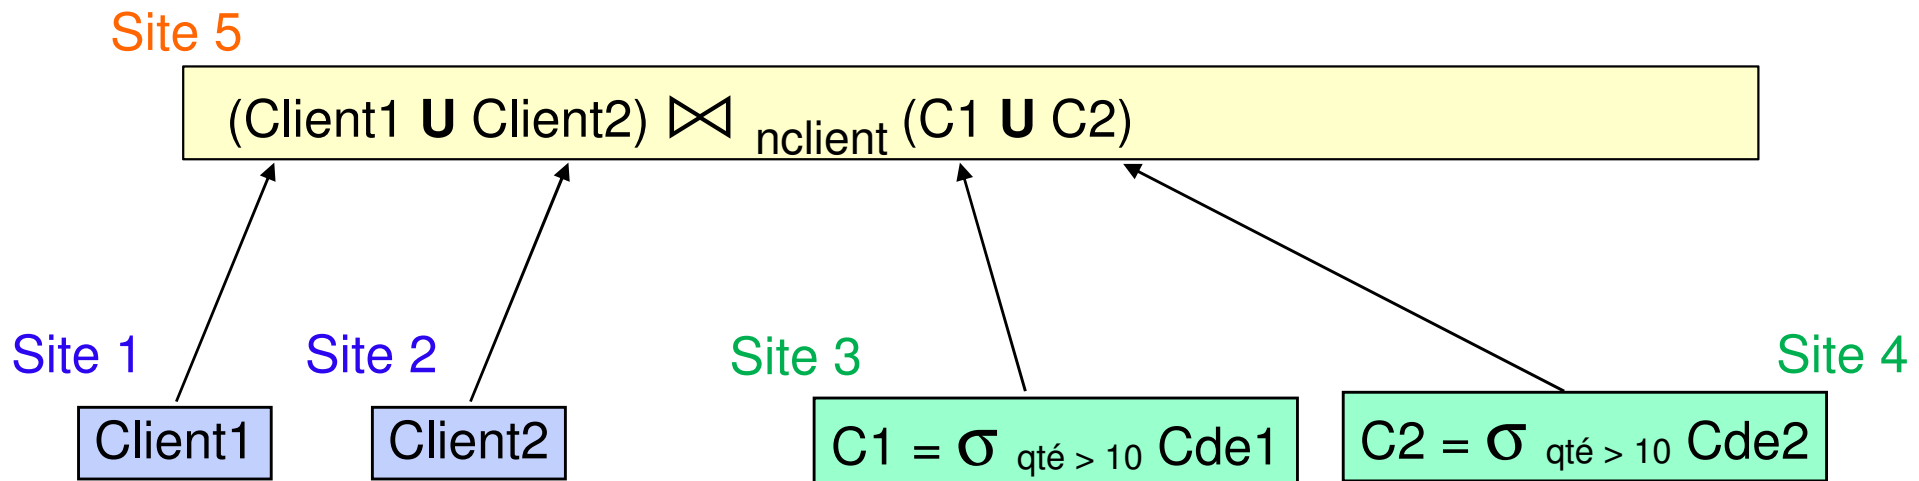 Site 5
(Client1 U Client2) ⋈ nclient (C1 U C2)
Site 1
Site 2
Site 3
Site 4
Client1
Client2
C1 = σ qté > 10 Cde1
C2 = σ qté > 10 Cde2